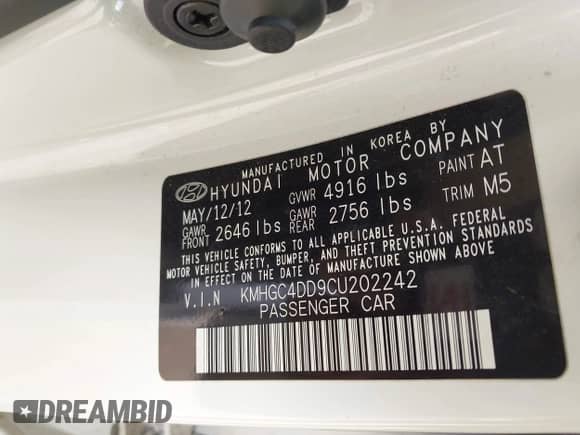 MANUFACTURED IN KOREA BY
HYUNDAI MOTOR COMPANY
MAY/12/12 GVWR 4916 lbs PAINT AT
GAWR FRONT 2646 lbs GAWR REAR 2756 lbs TRIM M5
THIS VEHICLE CONFORMS TO ALL APPLICABLE U.S.A. FEDERAL
MOTOR VEHICLE SAFETY, BUMPER, AND THEFT PREVENTION STANDARDS
IN EFFECT ON THE DATE OF MANUFACTURE SHOWN ABOVE
V.I.N KMHGC4DD9CU202242
PASSENGER CAR
DREAMBID